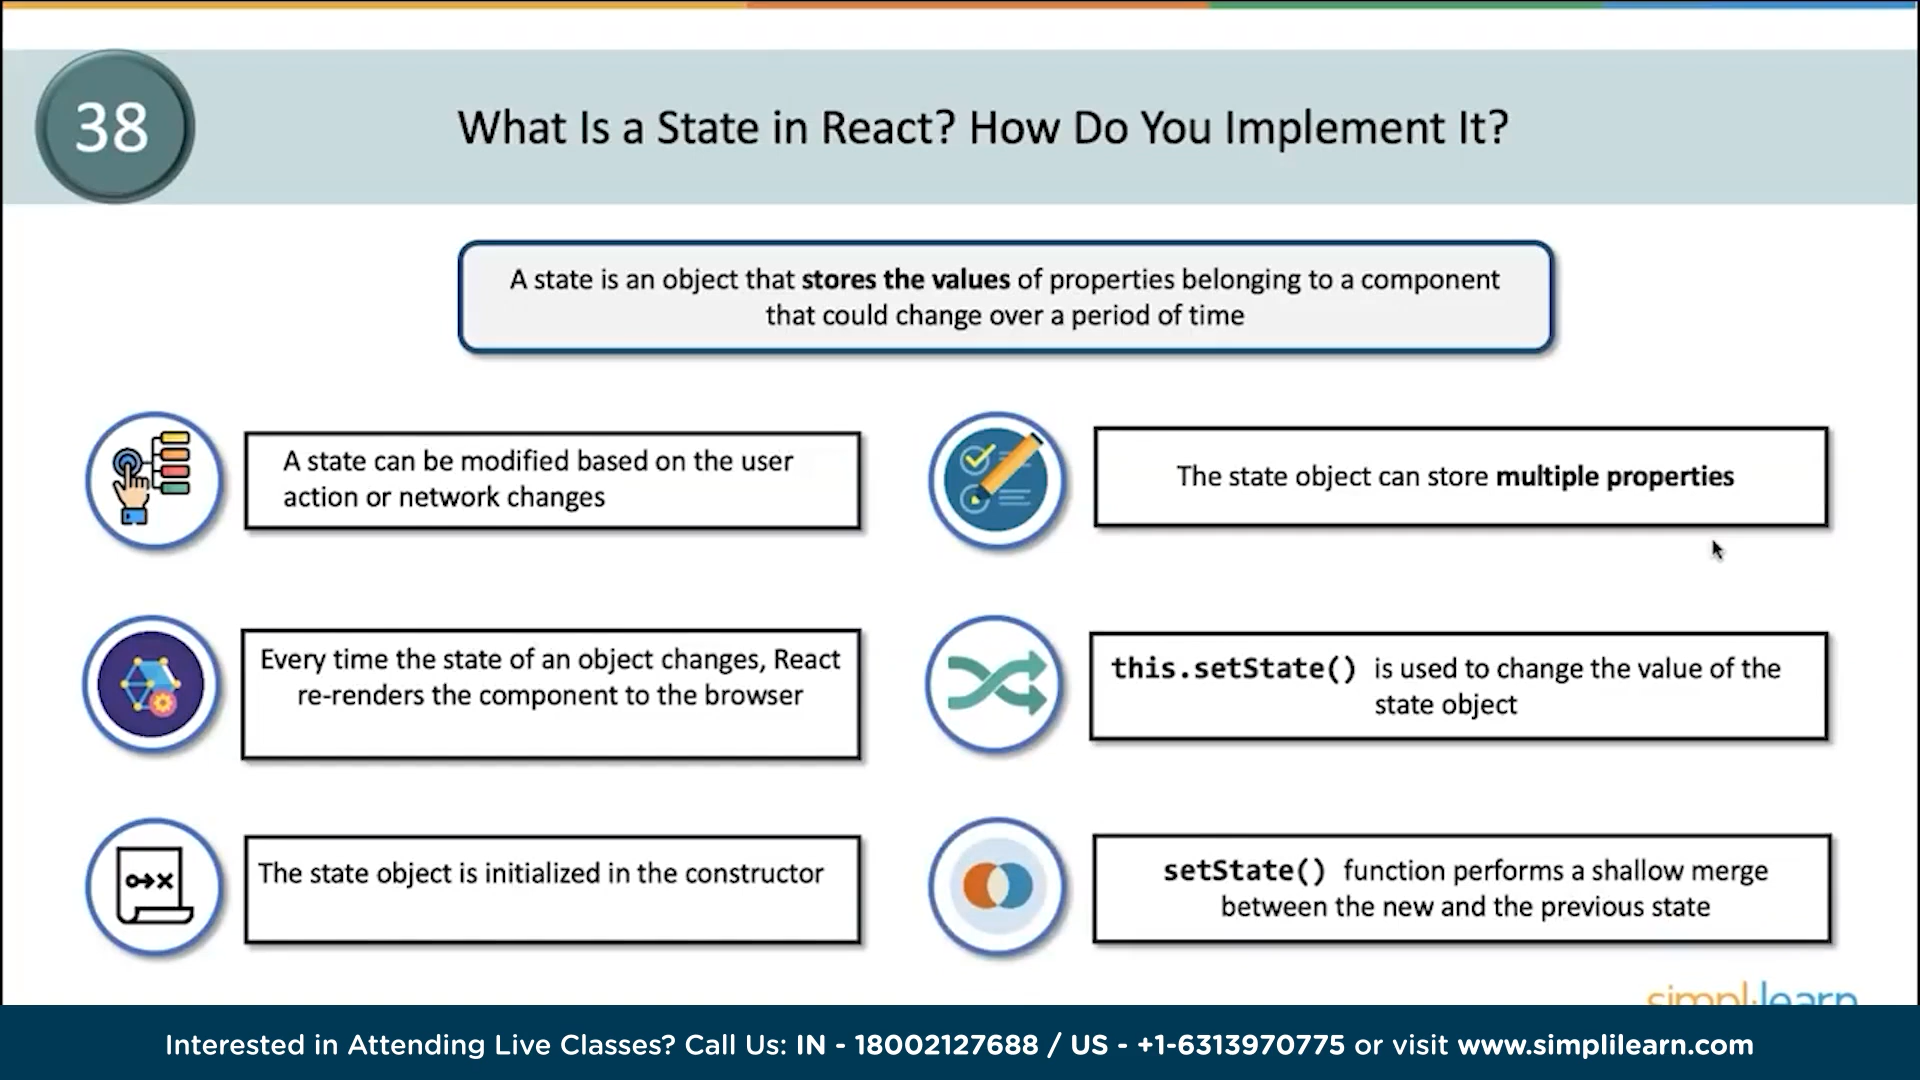 38
What Is a State in React? How Do You Implement It?
A state is an object that stores the values of properties belonging to a component
that could change over a period of time
A state can be modified based on the user
action or network changes
The state object can store multiple properties
Every time the state of an object changes, React
re-renders the component to the browser
this.setState() is used to change the value of the
state object
The state object is initialized in the constructor
setState() function performs a shallow merge
between the new and the previous state
simplilearn
Interested in Attending Live Classes? Call Us: IN - 18002127688 / US - +1-6313970775 or visit www.simplilearn.com